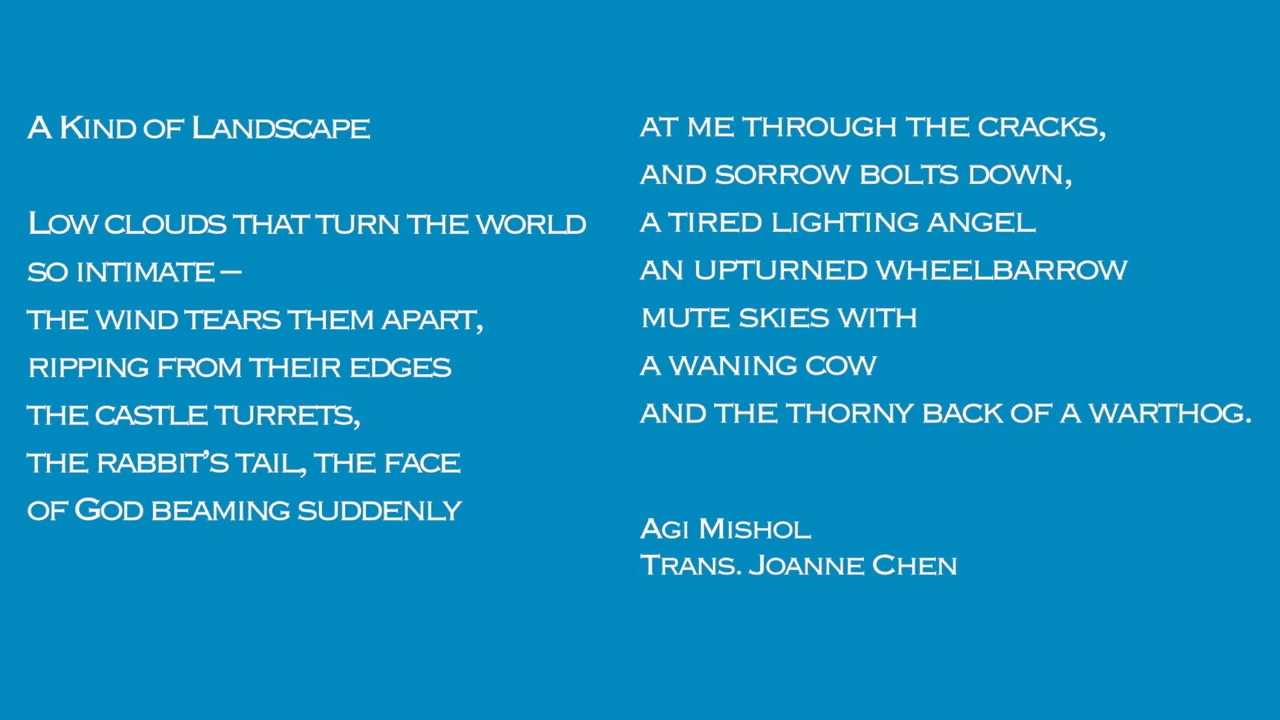 A Kind of Landscape
Low clouds that turn the world
so intimate –
the wind tears them apart,
ripping from their edges
the castle turrets,
the rabbit’s tail, the face
of God beaming suddenly
at me through the cracks,
and sorrow bolts down,
a tired lighting angel
an upturned wheelbarrow
mute skies with
a waning cow
and the thorny back of a warthog.
Agi Mishol
Trans. Joanne Chen